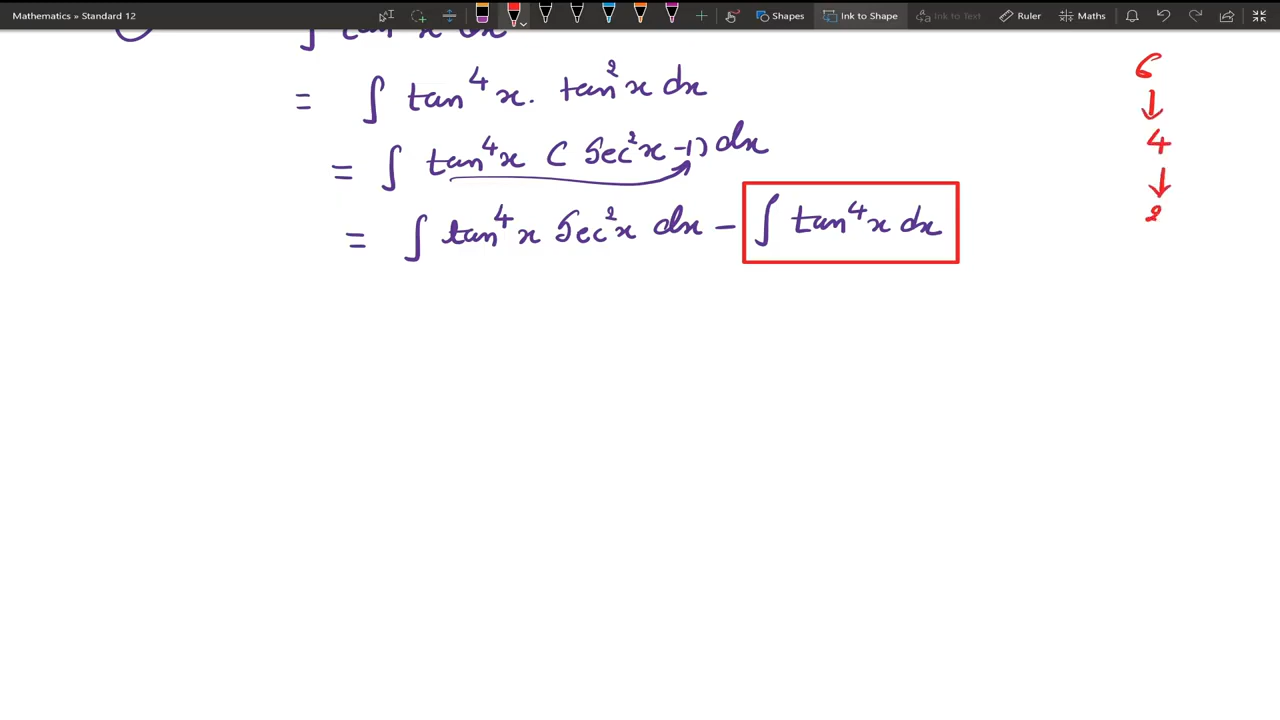 Mathematics » Standard 12
Shapes
Ink to Shape
Ink to Text
Ruler
Maths
= ∫ tan⁴x . tan²x dx
= ∫ tan⁴x ( Sec²x -1) dx
= ∫ tan⁴x Sec²x dx − ∫ tan⁴x dx
6
↓
4
↓
2